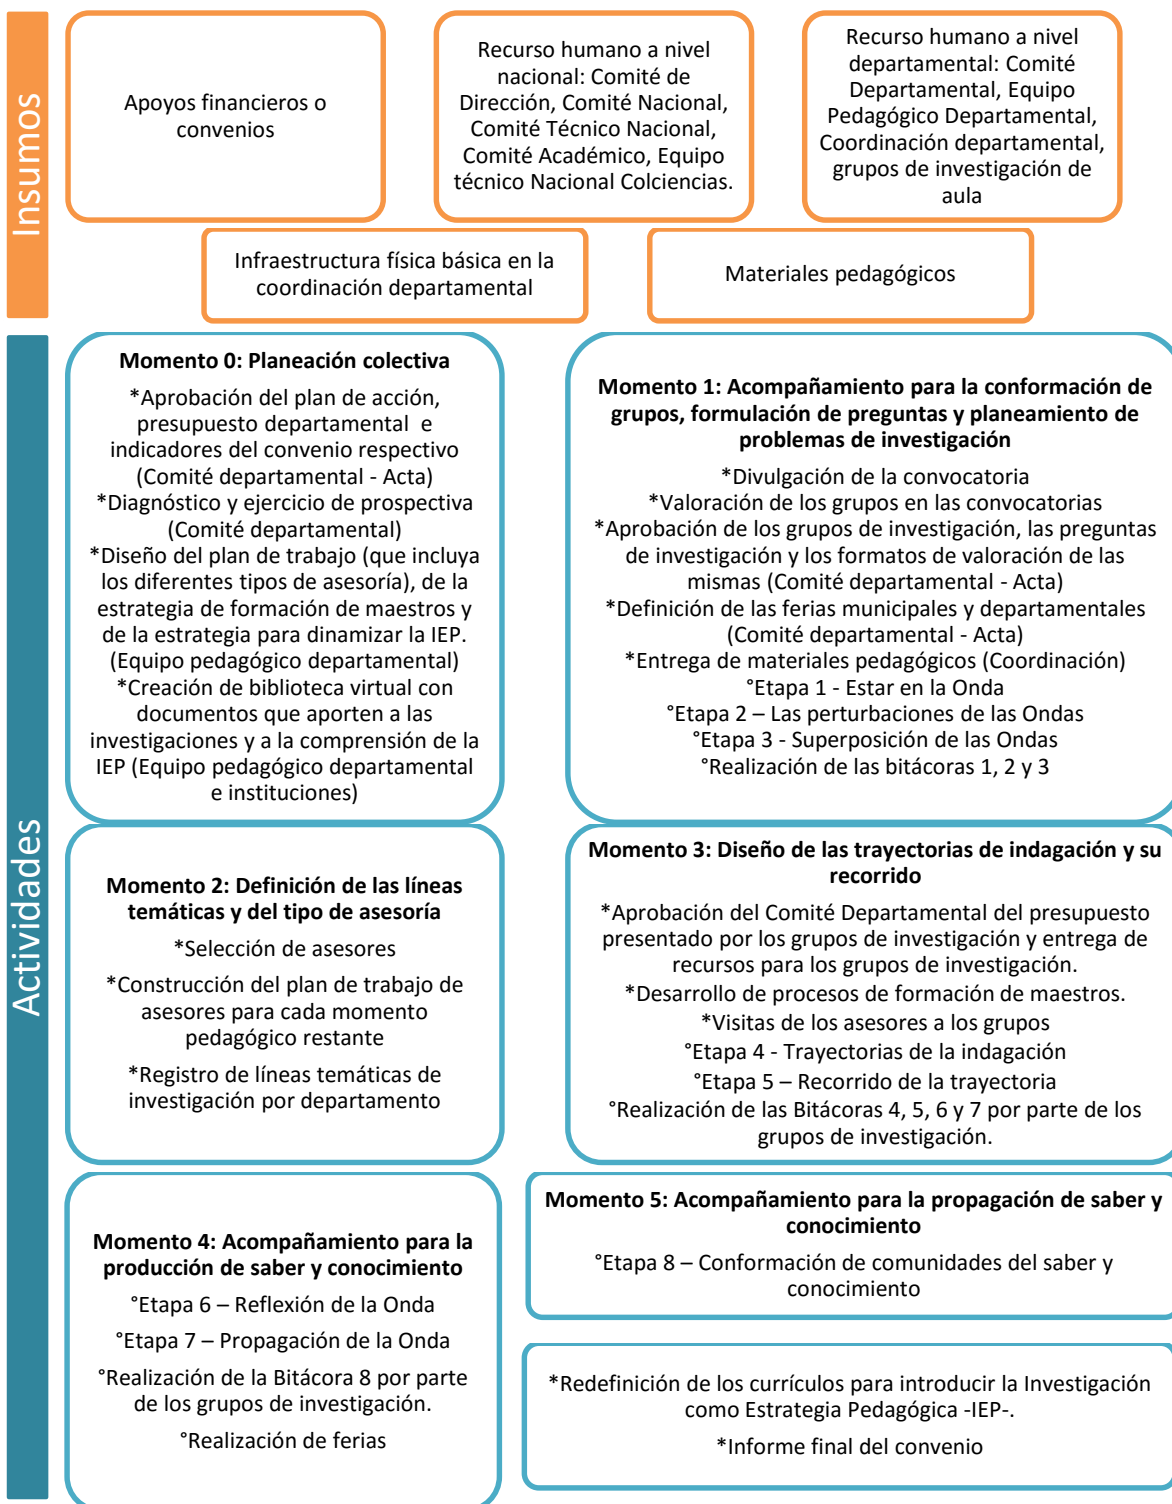 Insumos
Apoyos financieros o
convenios
Recurso humano a nivel
nacional: Comité de
Dirección, Comité Nacional,
Comité Técnico Nacional,
Comité Académico, Equipo
técnico Nacional Colciencias.
Recurso humano a nivel
departamental: Comité
Departamental, Equipo
Pedagógico Departamental,
Coordinación departamental,
grupos de investigación de
aula
Infraestructura física básica en la
coordinación departamental
Materiales pedagógicos
Actividades
Momento 0: Planeación colectiva
*Aprobación del plan de acción,
presupuesto departamental e
indicadores del convenio respectivo
(Comité departamental - Acta)
*Diagnóstico y ejercicio de prospectiva
(Comité departamental)
*Diseño del plan de trabajo (que incluya
los diferentes tipos de asesoría), de la
estrategia de formación de maestros y
de la estrategia para dinamizar la IEP.
(Equipo pedagógico departamental)
*Creación de biblioteca virtual con
documentos que aporten a las
investigaciones y a la comprensión de la
IEP (Equipo pedagógico departamental
e instituciones)
Momento 1: Acompañamiento para la conformación de
grupos, formulación de preguntas y planeamiento de
problemas de investigación
*Divulgación de la convocatoria
*Valoración de los grupos en las convocatorias
*Aprobación de los grupos de investigación, las preguntas
de investigación y los formatos de valoración de las
mismas (Comité departamental - Acta)
*Definición de las ferias municipales y departamentales
(Comité departamental - Acta)
*Entrega de materiales pedagógicos (Coordinación)
°Etapa 1 - Estar en la Onda
°Etapa 2 – Las perturbaciones de las Ondas
°Etapa 3 - Superposición de las Ondas
°Realización de las bitácoras 1, 2 y 3
Momento 2: Definición de las líneas
temáticas y del tipo de asesoría
*Selección de asesores
*Construcción del plan de trabajo de
asesores para cada momento
pedagógico restante
*Registro de líneas temáticas de
investigación por departamento
Momento 3: Diseño de las trayectorias de indagación y su
recorrido
*Aprobación del Comité Departamental del presupuesto
presentado por los grupos de investigación y entrega de
recursos para los grupos de investigación.
*Desarrollo de procesos de formación de maestros.
*Visitas de los asesores a los grupos
°Etapa 4 - Trayectorias de la indagación
°Etapa 5 – Recorrido de la trayectoria
°Realización de las Bitácoras 4, 5, 6 y 7 por parte de los
grupos de investigación.
Momento 4: Acompañamiento para la
producción de saber y conocimiento
°Etapa 6 – Reflexión de la Onda
°Etapa 7 – Propagación de la Onda
°Realización de la Bitácora 8 por parte
de los grupos de investigación.
°Realización de ferias
Momento 5: Acompañamiento para la propagación de saber y
conocimiento
°Etapa 8 – Conformación de comunidades del saber y
conocimiento
*Redefinición de los currículos para introducir la Investigación
como Estrategia Pedagógica -IEP-.
*Informe final del convenio